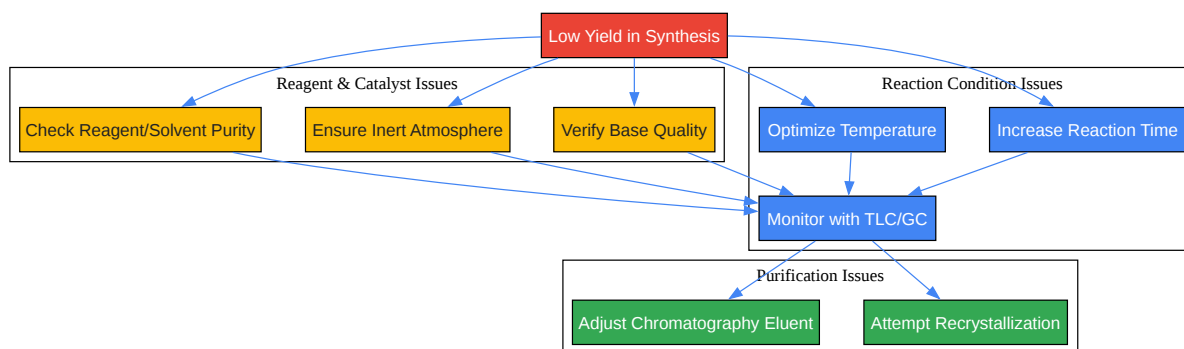 Low Yield in Synthesis
Reagent & Catalyst Issues
Reaction Condition Issues
Check Reagent/Solvent Purity
Ensure Inert Atmosphere
Verify Base Quality
Optimize Temperature
Increase Reaction Time
Monitor with TLC/GC
Purification Issues
Adjust Chromatography Eluent
Attempt Recrystallization